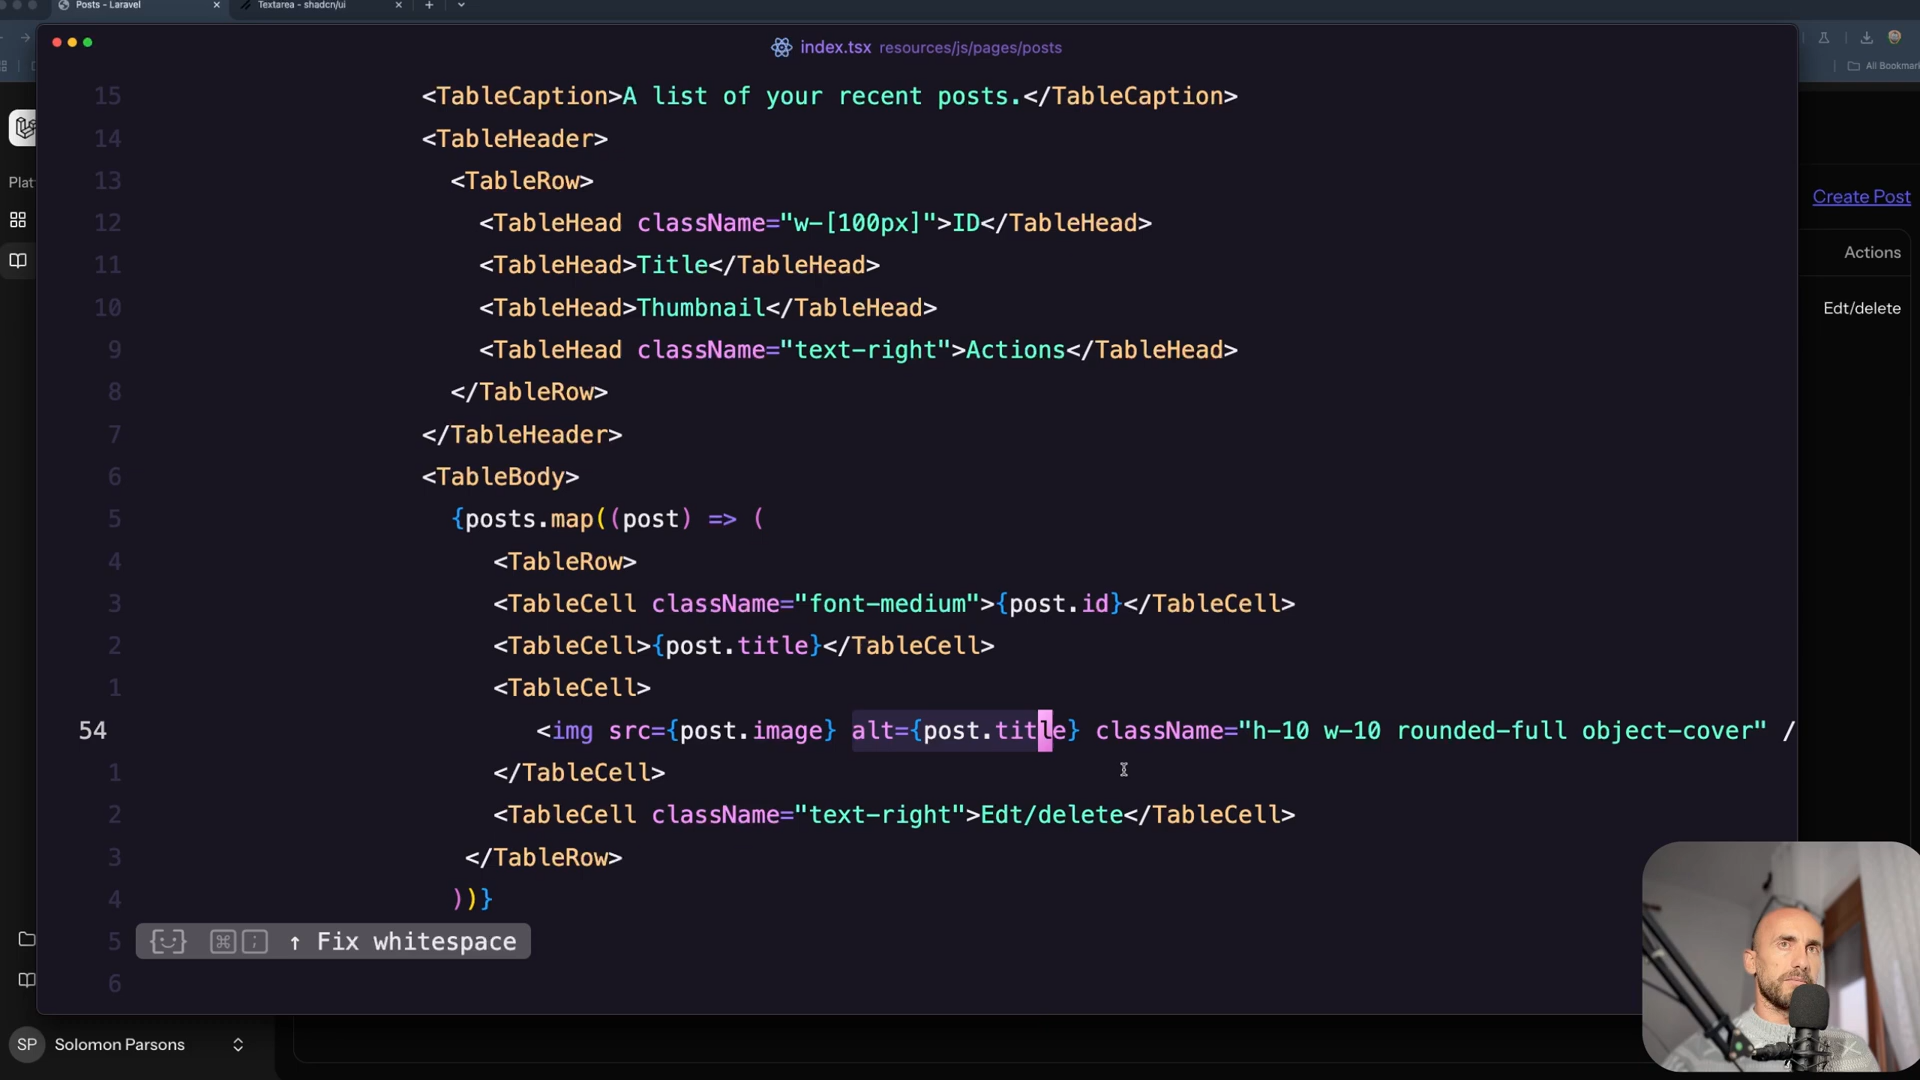 Posts - Laravel
Textarea - shadcn/ui
All Bookmar
index.tsx resources/js/pages/posts
15 <TableCaption>A list of your recent posts.</TableCaption>
14 <TableHeader>
13 <TableRow>
12 <TableHead className="w-[100px]">ID</TableHead>
11 <TableHead>Title</TableHead>
10 <TableHead>Thumbnail</TableHead>
9 <TableHead className="text-right">Actions</TableHead>
8 </TableRow>
7 </TableHeader>
6 <TableBody>
5 {posts.map((post) => (
4 <TableRow>
3 <TableCell className="font-medium">{post.id}</TableCell>
2 <TableCell>{post.title}</TableCell>
1 <TableCell>
54 <img src={post.image} alt={post.title} className="h-10 w-10 rounded-full object-cover" /
1 </TableCell>
2 <TableCell className="text-right">Edt/delete</TableCell>
3 </TableRow>
4 ))}
5 ↑ Fix whitespace
6
Plat
Create Post
Actions
Edt/delete
SP Solomon Parsons